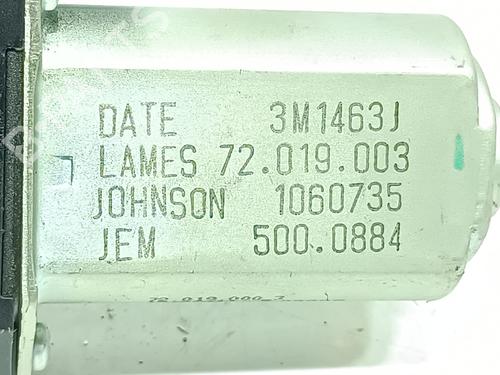 DATE 3M1463J
LAMES 72.019.003
JOHNSON 1060735
JEM 500.0884